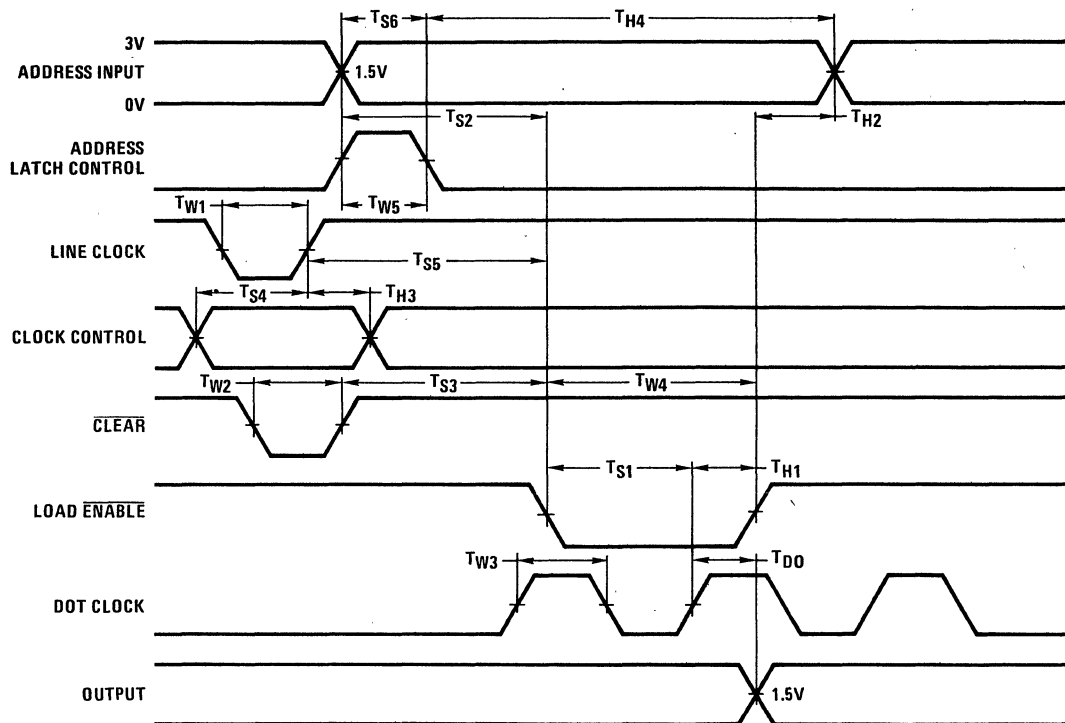 T_S6
T_H4
3V
ADDRESS INPUT
1.5V
0V
T_S2
T_H2
ADDRESS
LATCH CONTROL
T_W1
T_W5
LINE CLOCK
T_S5
T_S4
T_H3
CLOCK CONTROL
T_W2
T_S3
T_W4
CLEAR
T_S1
T_H1
LOAD ENABLE
T_W3
T_DO
DOT CLOCK
OUTPUT
1.5V